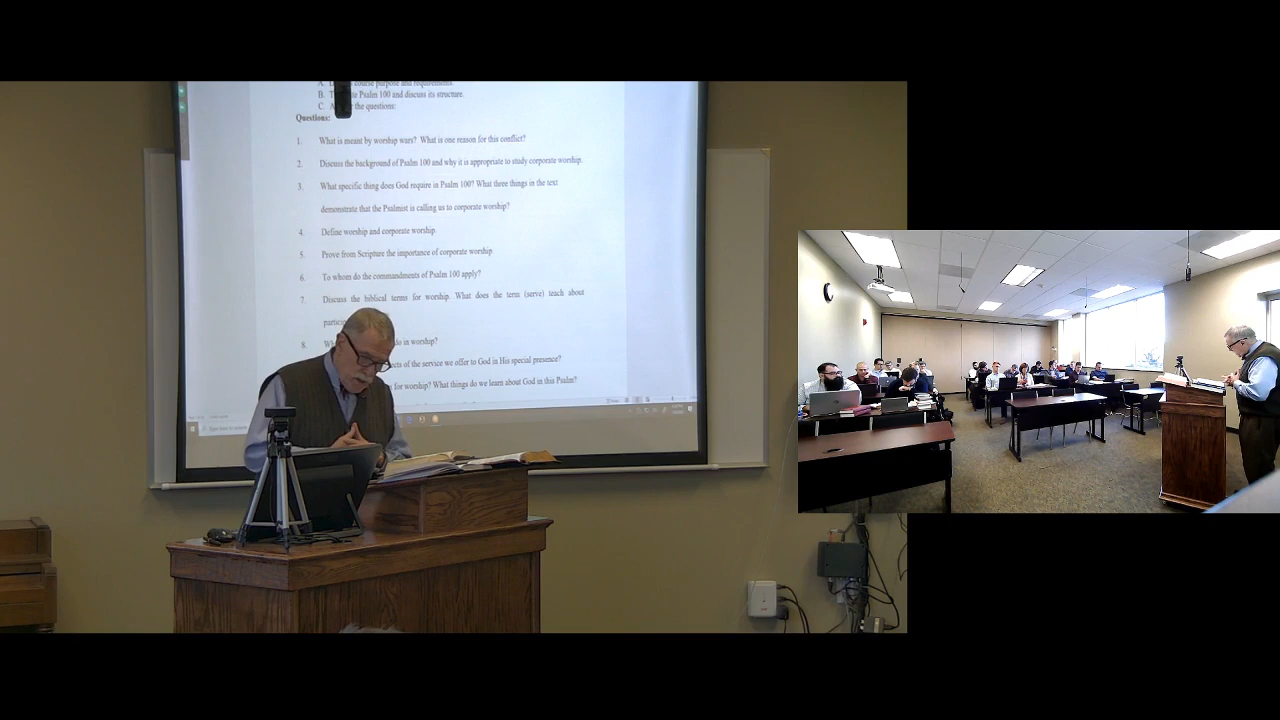 course purpose and requirements.
B. Psalm 100 and discuss its structure.
C. the questions:
Questions:
1. What is meant by worship wars? What is one reason for this conflict?
2. Discuss the background of Psalm 100 and why it is appropriate to study corporate worship.
3. What specific thing does God require in Psalm 100? What three things in the text
demonstrate that the Psalmist is calling us to corporate worship?
4. Define worship and corporate worship.
5. Prove from Scripture the importance of corporate worship
6. To whom do the commandments of Psalm 100 apply?
7. Discuss the biblical terms for worship. What does the term (serve) teach about
8. do in worship?
of the service we offer to God in His special presence?
for worship? What things do we learn about God in this Psalm?